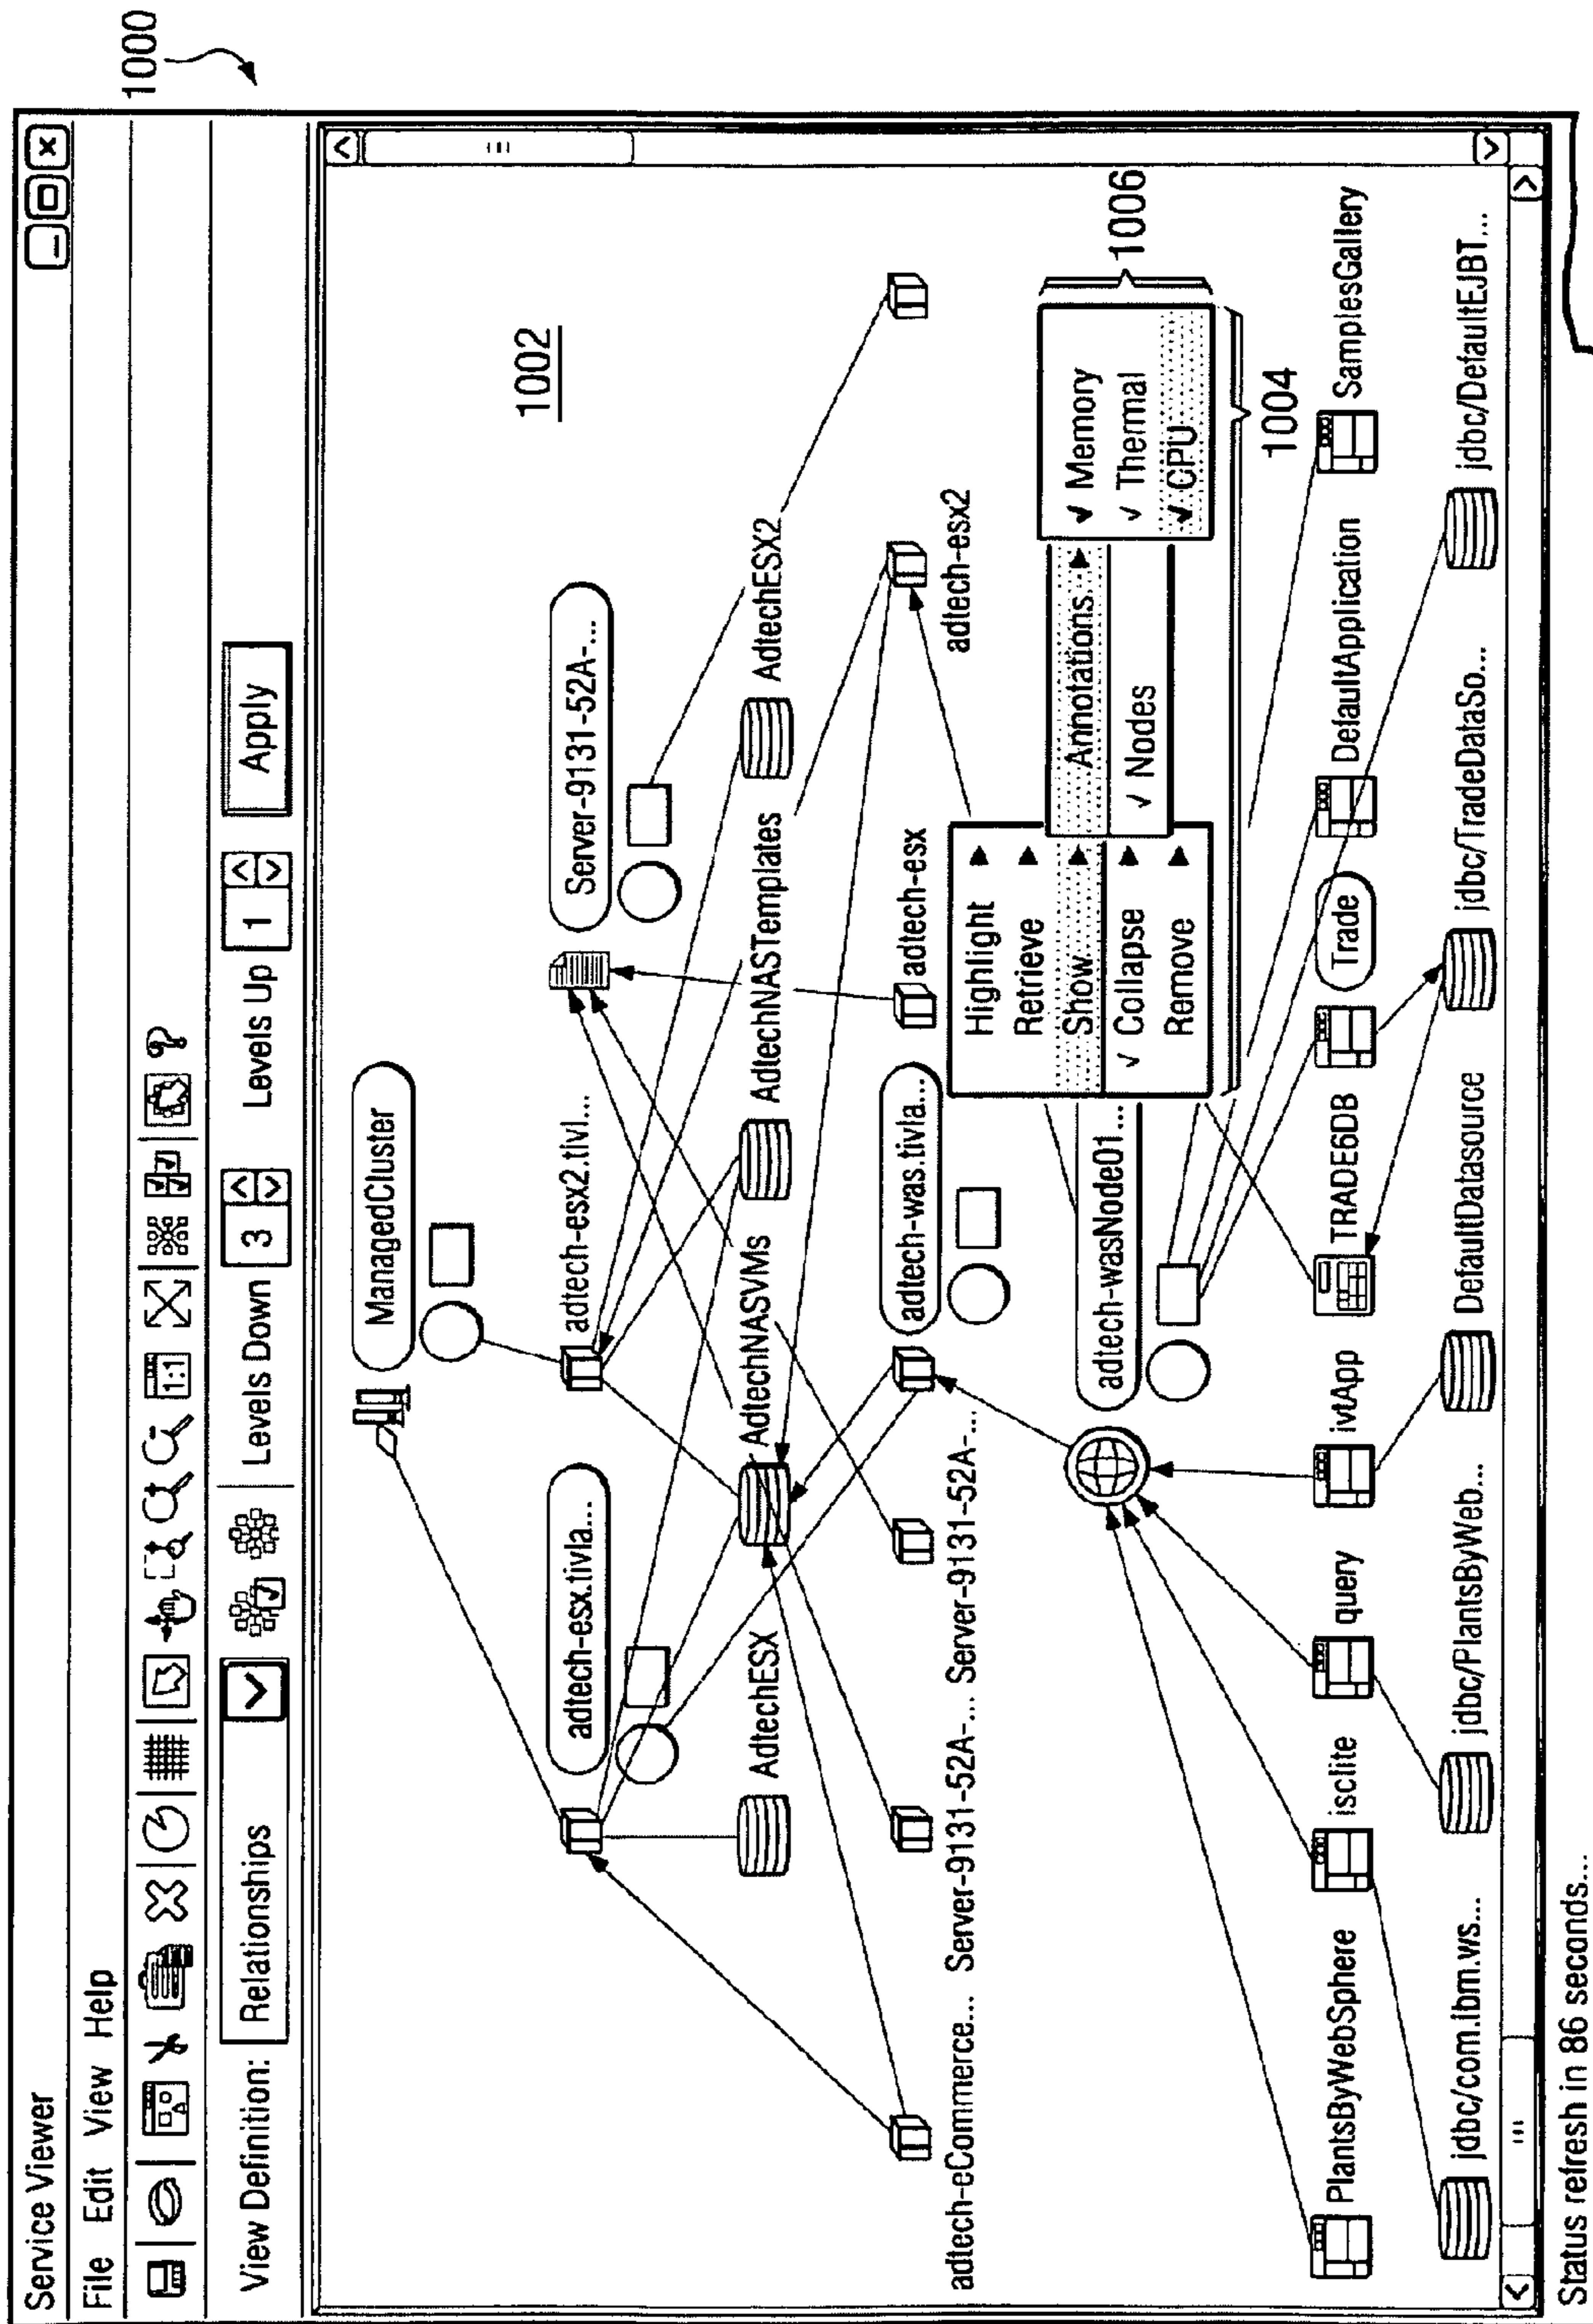 1000
Service Viewer
File Edit View Help
View Definition: Relationships Levels Down 3 Levels Up 1 Apply
1:1
ManagedCluster
1002
adtech-esx.tivla...
adtech-esx2.tivl...
Server-9131-52A-...
AdtechESX
AdtechNASVMs
AdtechNASTemplates
AdtechESX2
adtech-was.tivla...
adtech-esx
adtech-esx2
adtech-eCommerce...
Server-9131-52A-...
Server-9131-52A-...
Highlight
Retrieve
Show
✓ Collapse
Remove
Annotations
✓ Nodes
✓ Memory
✓ Thermal
✓ CPU
1006
1004
adtech-wasNode01...
PlantsByWebSphere
isclite
query
ivtApp
TRADE6DB
Trade
DefaultApplication
SamplesGallery
jdbc/com.ibm.ws...
jdbc/PlantsByWeb...
DefaultDatasource
jdbc/TradeDataSo...
jdbc/DefaultEJBT...
Status refresh in 86 seconds...